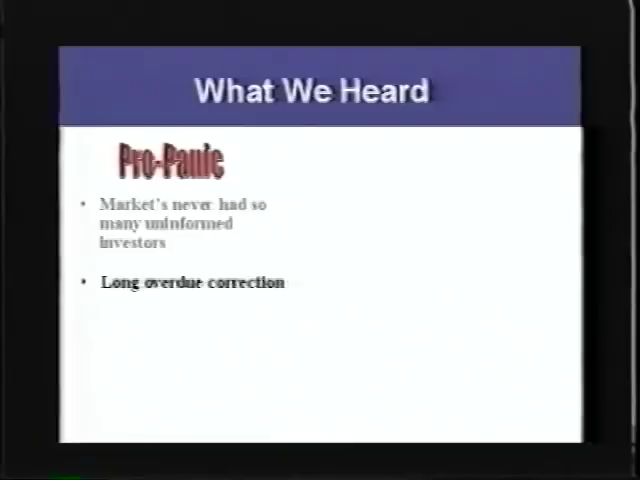 What We Heard
Pro-Panic
• Market's never had so
many uninformed
investors
• Long overdue correction